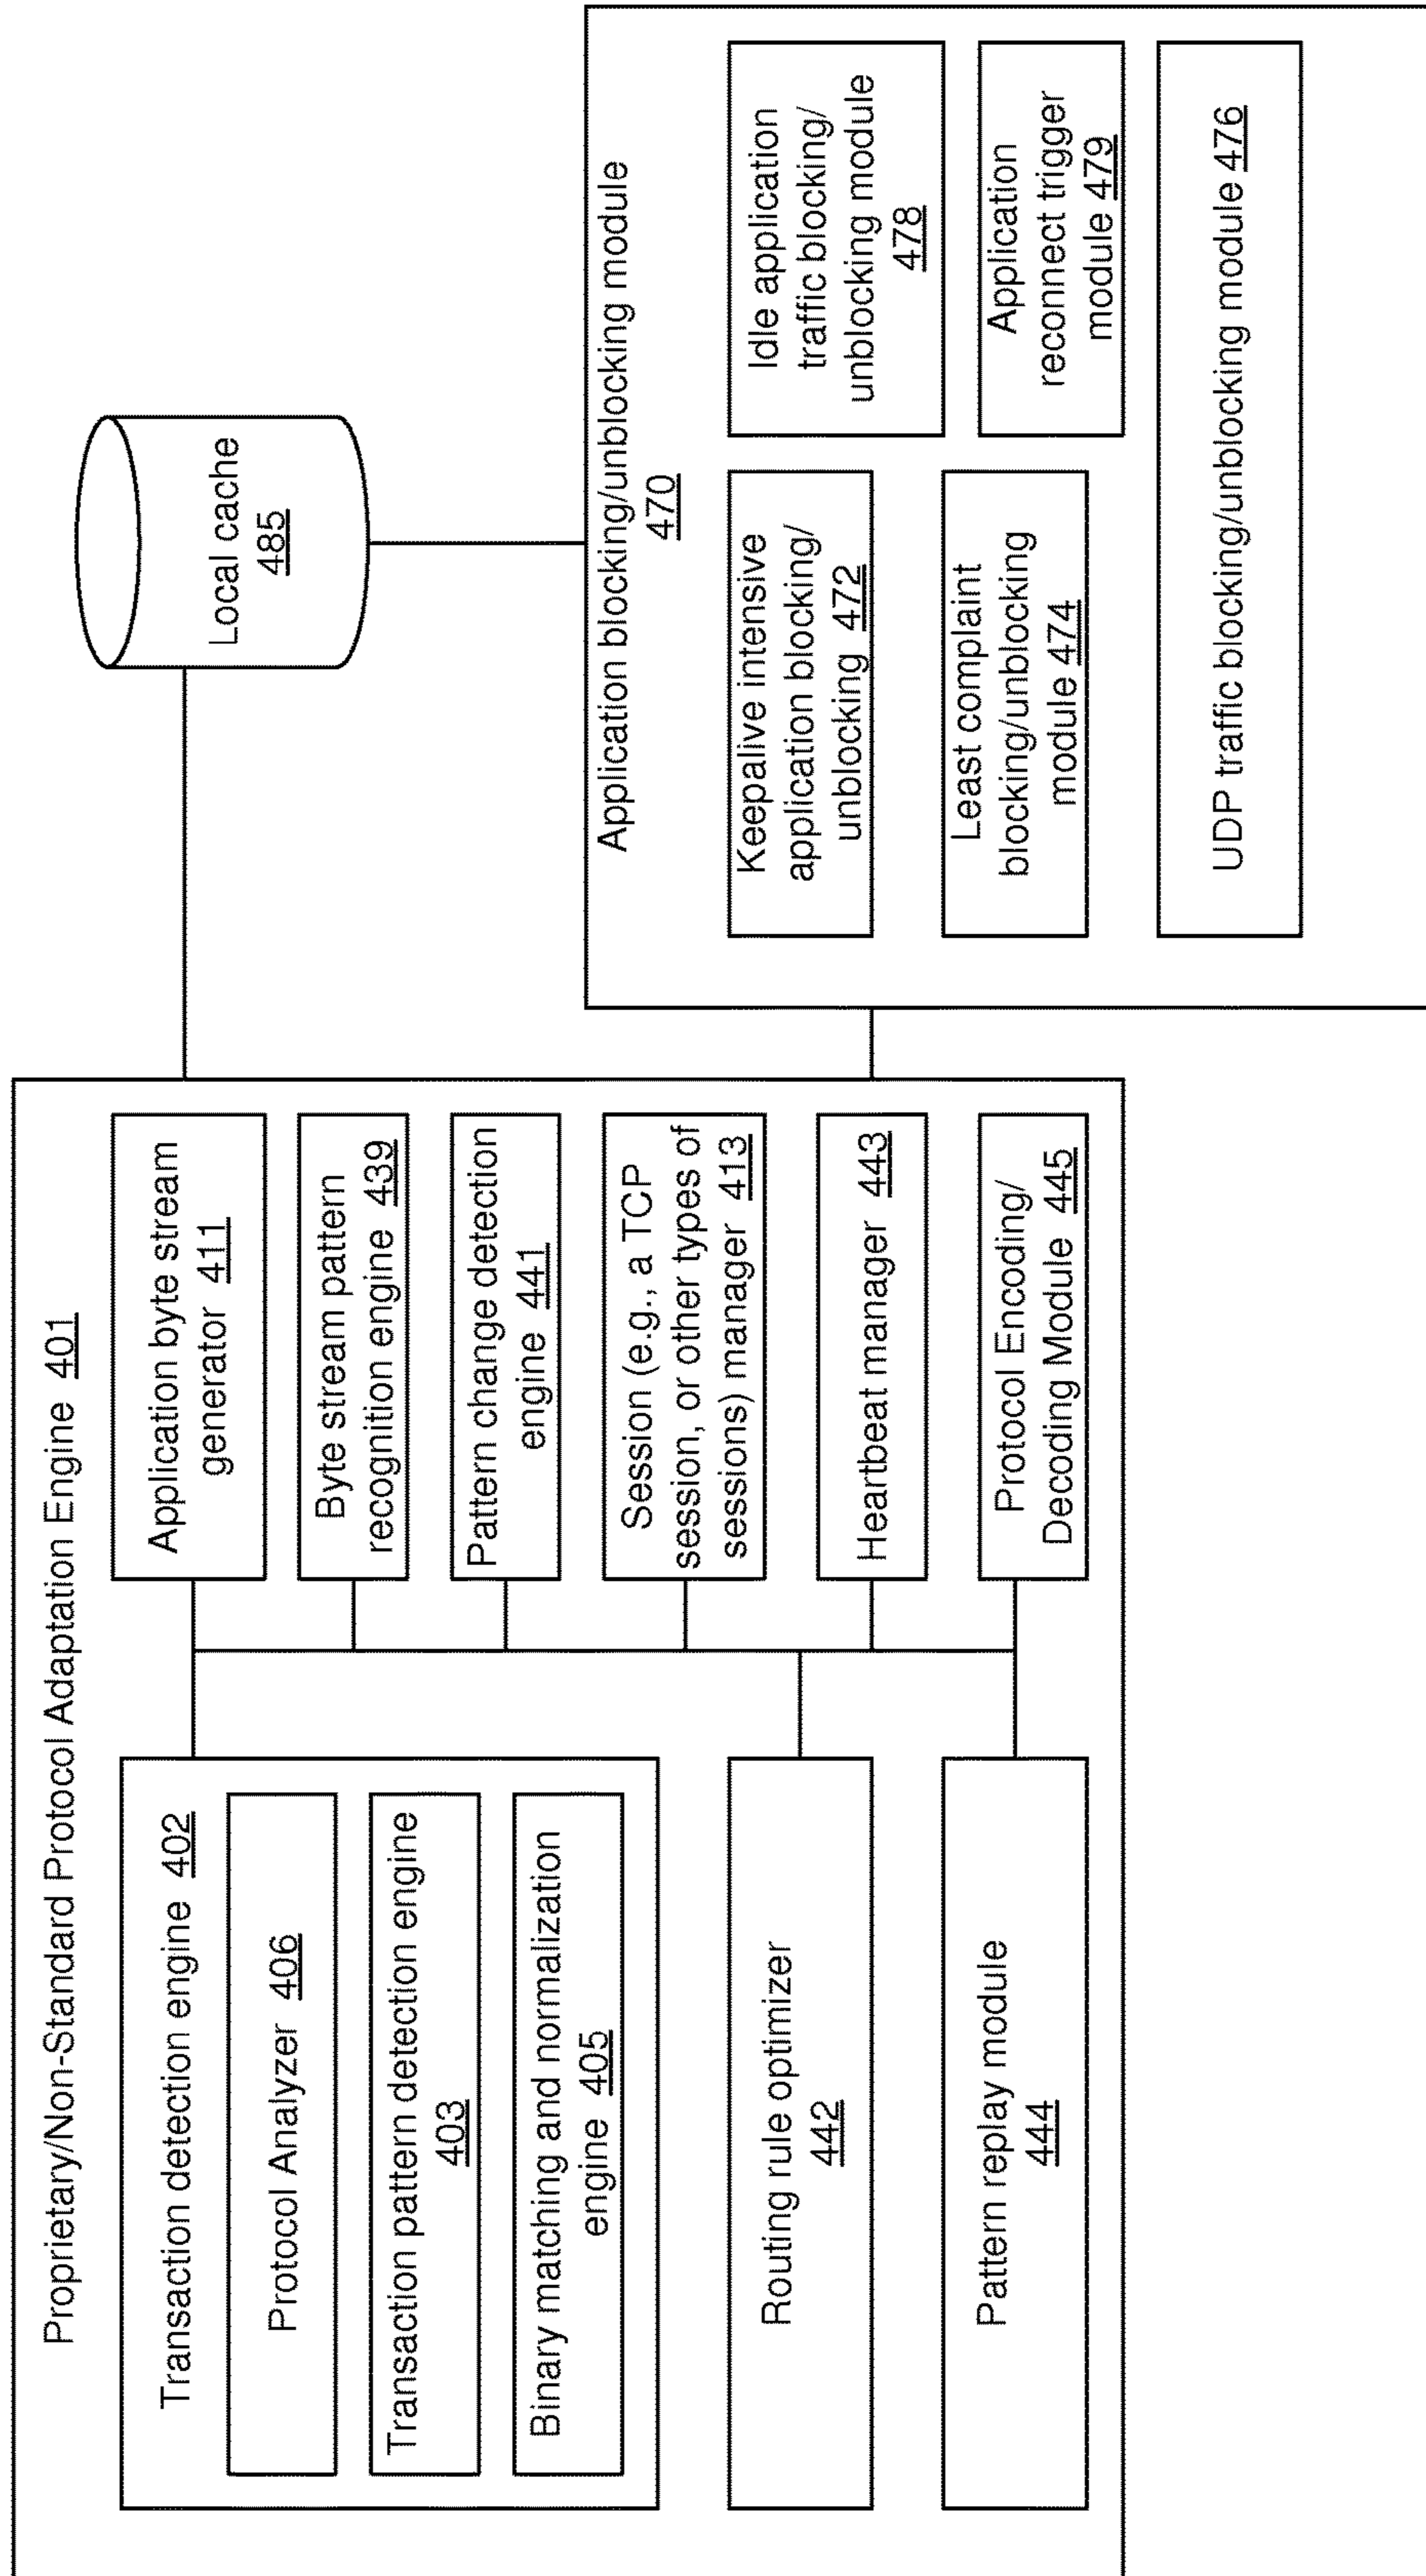 Proprietary/Non-Standard Protocol Adaptation Engine 401
Transaction detection engine 402
Protocol Analyzer 406
Transaction pattern detection engine
403
Binary matching and normalization
engine 405
Routing rule optimizer
442
Pattern replay module
444
Application byte stream
generator 411
Byte stream pattern
recognition engine 439
Pattern change detection
engine 441
Session (e.g., a TCP
session, or other types of
sessions) manager 413
Heartbeat manager 443
Protocol Encoding/
Decoding Module 445
Local cache
485
Application blocking/unblocking module
470
Keepalive intensive
application blocking/
unblocking 472
Least complaint
blocking/unblocking
module 474
Idle application
traffic blocking/
unblocking module
478
Application
reconnect trigger
module 479
UDP traffic blocking/unblocking module 476